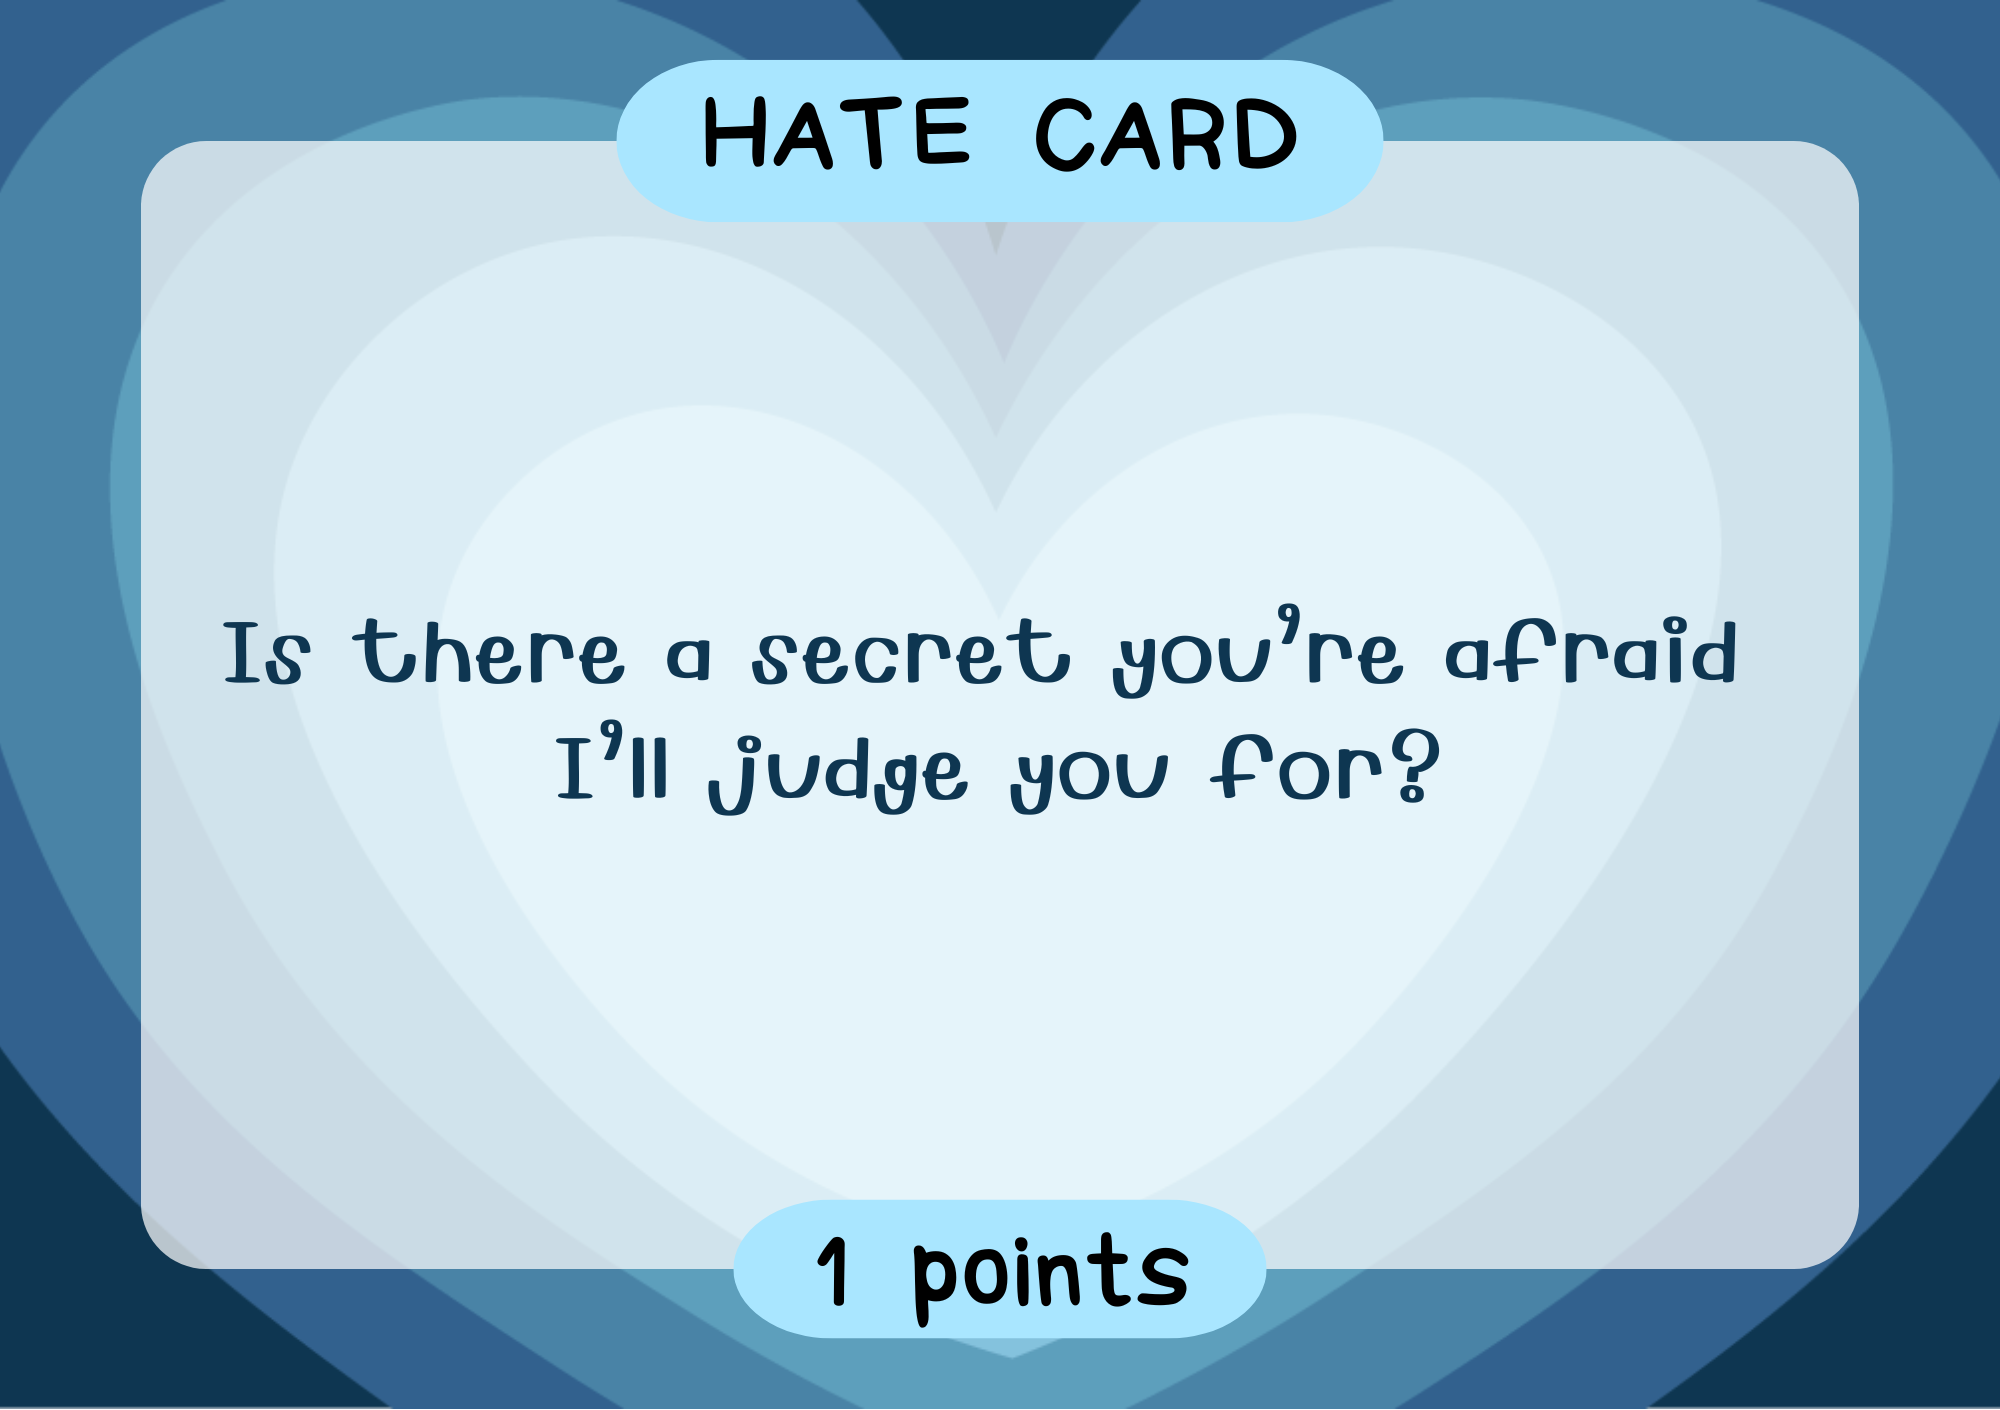 HATE CARD
Is there a secret you’re afraid
I’ll judge you for?
1 points